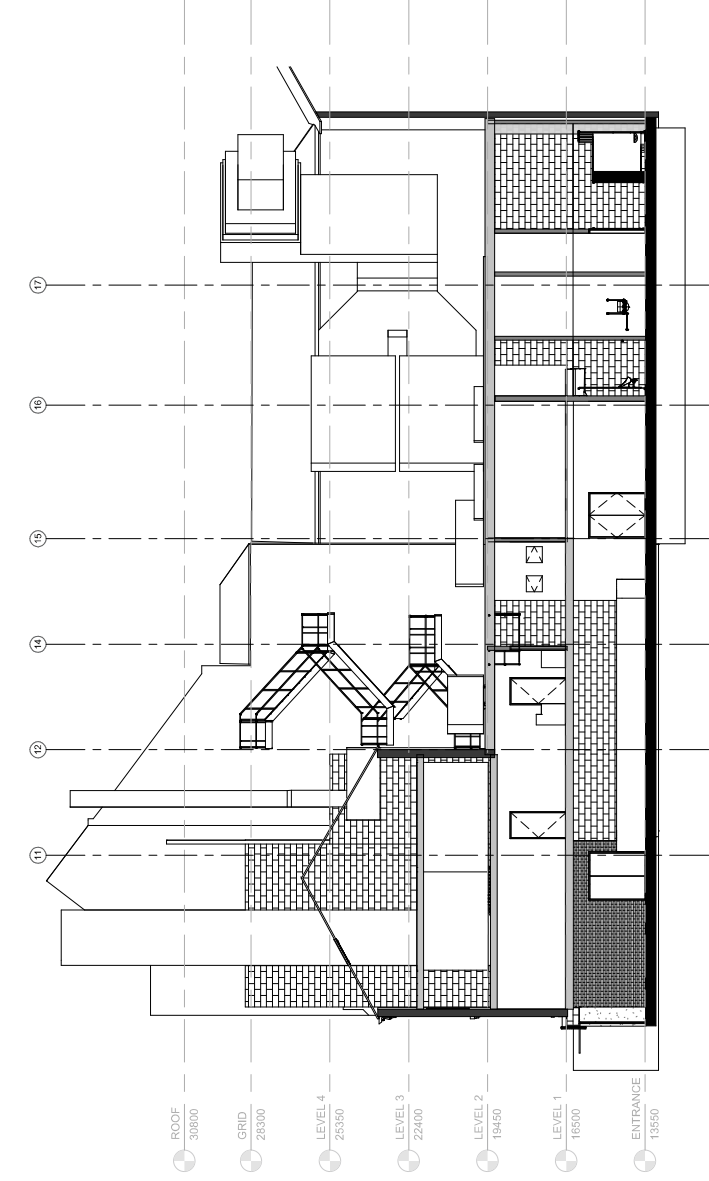 17
16
15
14
12
11
ROOF
30800
GRID
28300
LEVEL 4
25350
LEVEL 3
22400
LEVEL 2
19450
LEVEL 1
16500
ENTRANCE
13550